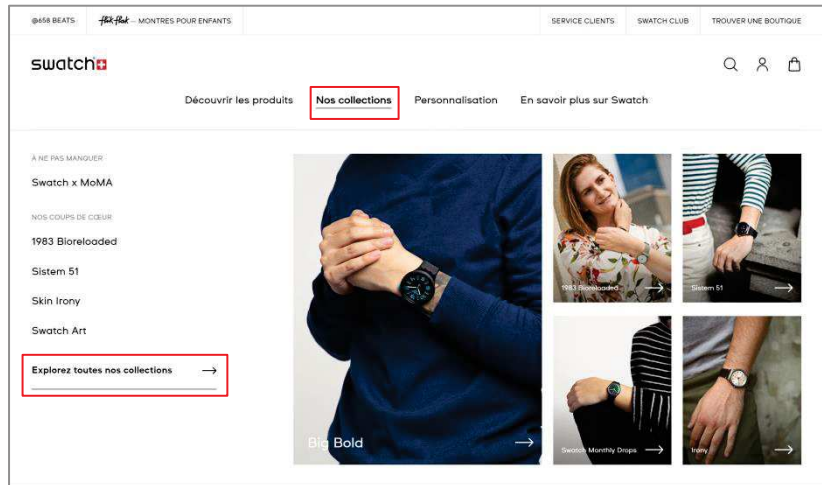 @658 BEATS
flik flak — MONTRES POUR ENFANTS
SERVICE CLIENTS
SWATCH CLUB
TROUVER UNE BOUTIQUE
swatch
Découvrir les produits
Nos collections
Personnalisation
En savoir plus sur Swatch
À NE PAS MANQUER
Swatch x MoMA
NOS COUPS DE CŒUR
1983 Bioreloaded
Sistem 51
Skin Irony
Swatch Art
Explorez toutes nos collections
Big Bold
1983 Bioreloaded
Sistem 51
Swatch Monthly Drops
Irony